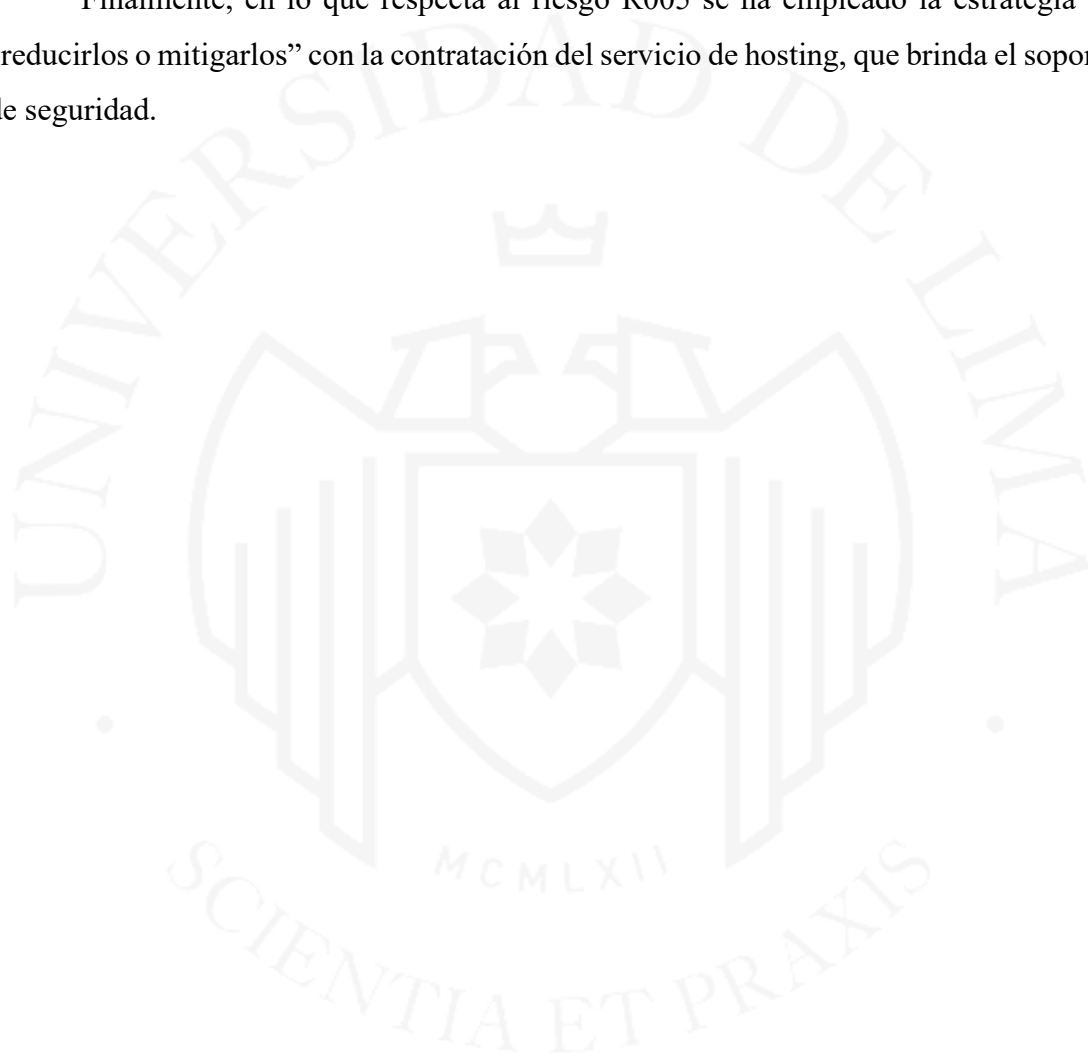 Finalmente, en lo que respecta al riesgo R005 se ha empleado la estrategia
reducirlos o mitigarlos” con la contratación del servicio de hosting, que brinda el sopor
de seguridad.
UNIVERSIDAD DE LIMA
MCMLXII
SCIENTIA ET PRAXIS